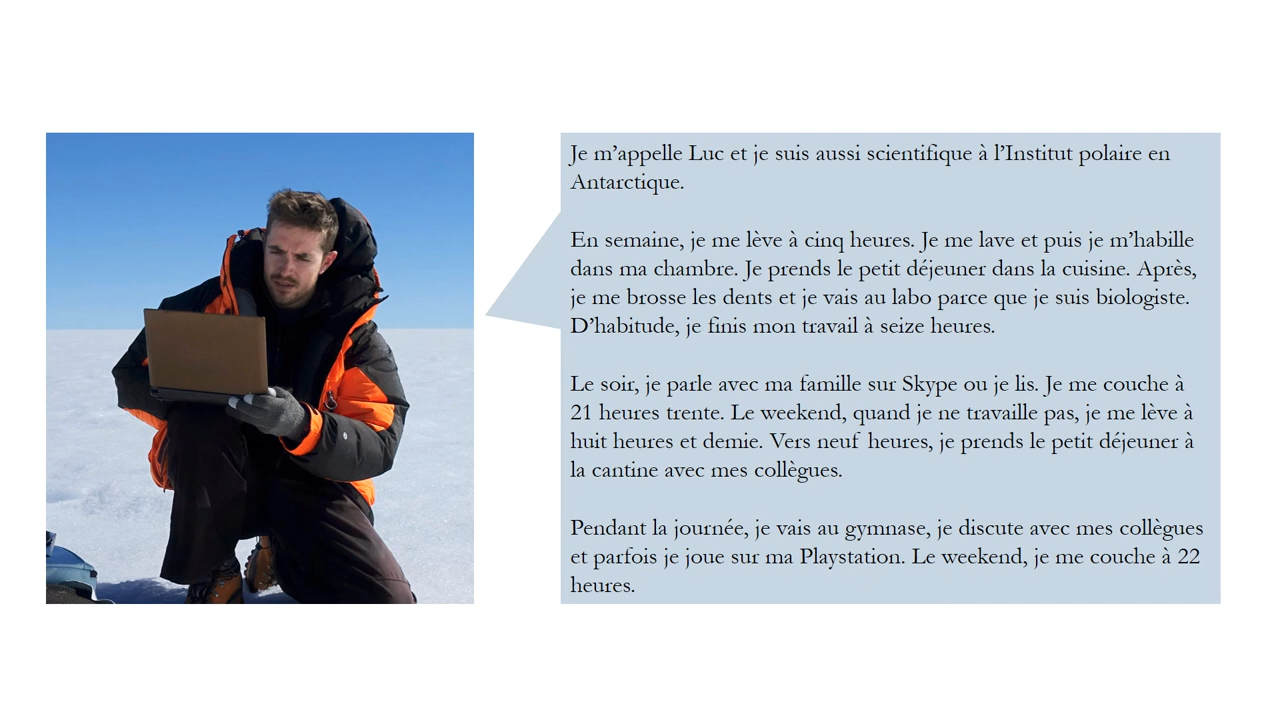 Je m’appelle Luc et je suis aussi scientifique à l’Institut polaire en
Antarctique.
En semaine, je me lève à cinq heures. Je me lave et puis je m’habille
dans ma chambre. Je prends le petit déjeuner dans la cuisine. Après,
je me brosse les dents et je vais au labo parce que je suis biologiste.
D’habitude, je finis mon travail à seize heures.
Le soir, je parle avec ma famille sur Skype ou je lis. Je me couche à
21 heures trente. Le weekend, quand je ne travaille pas, je me lève à
huit heures et demie. Vers neuf heures, je prends le petit déjeuner à
la cantine avec mes collègues.
Pendant la journée, je vais au gymnase, je discute avec mes collègues
et parfois je joue sur ma Playstation. Le weekend, je me couche à 22
heures.